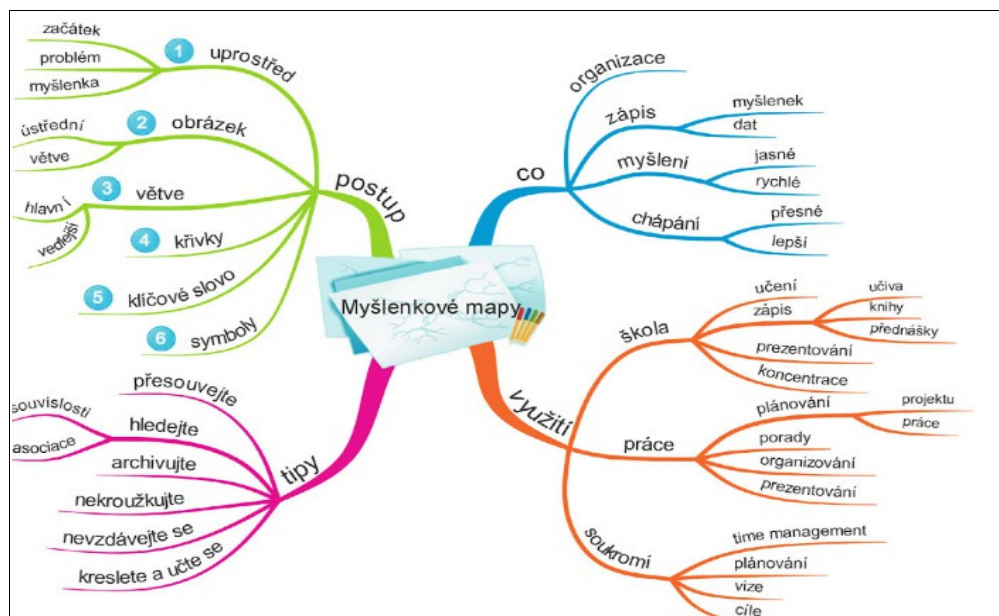 Myšlenkové mapy
postup
1 uprostřed
začátek
problém
myšlenka
2 obrázek
ústřední
větve
3 větve
hlavní
vedlejší
4 křivky
5 klíčové slovo
6 symboly
co
organizace
zápis
myšlenek
dat
myšlení
jasné
rychlé
chápání
přesné
lepší
využití
škola
učení
zápis
učiva
knihy
přednášky
prezentování
koncentrace
práce
plánování
projektu
práce
porady
organizování
prezentování
soukromí
time management
plánování
vize
cíle
tipy
přesouvejte
hledejte
souvislosti
asociace
archivujte
nekroužkujte
nevzdávejte se
kreslete a učte se